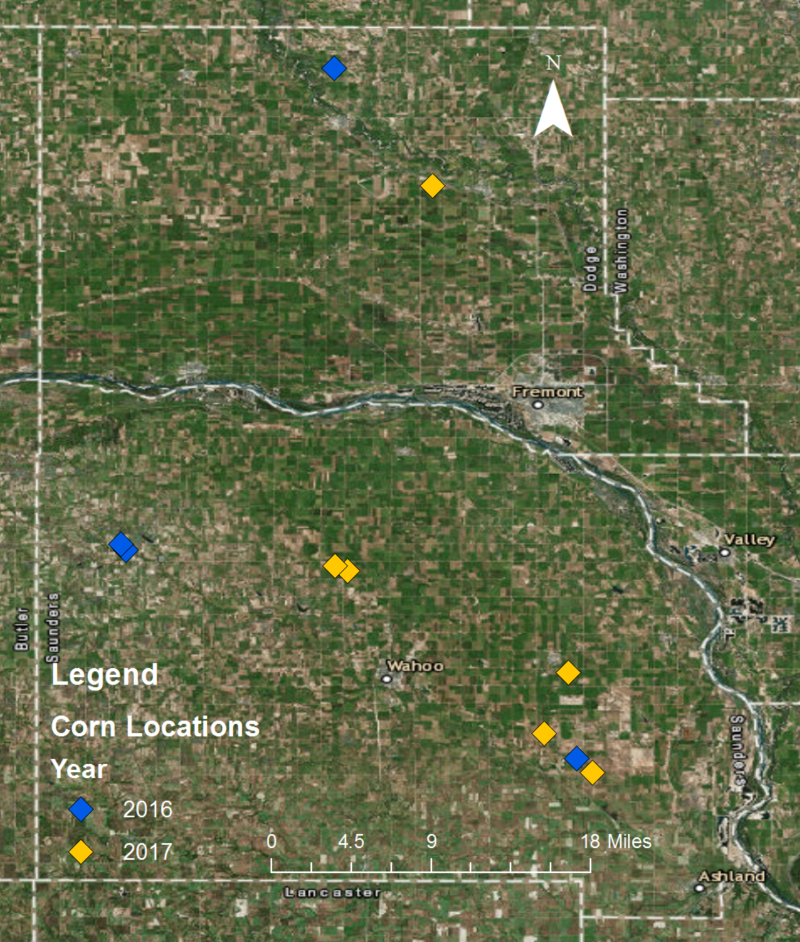 N
Dodge
Washington
Fremont
Valley
Butler
Saunders
Wahoo
Saunders
Legend
Corn Locations
Year
2016
2017
0 4.5 9 18 Miles
Ashland
Lancaster